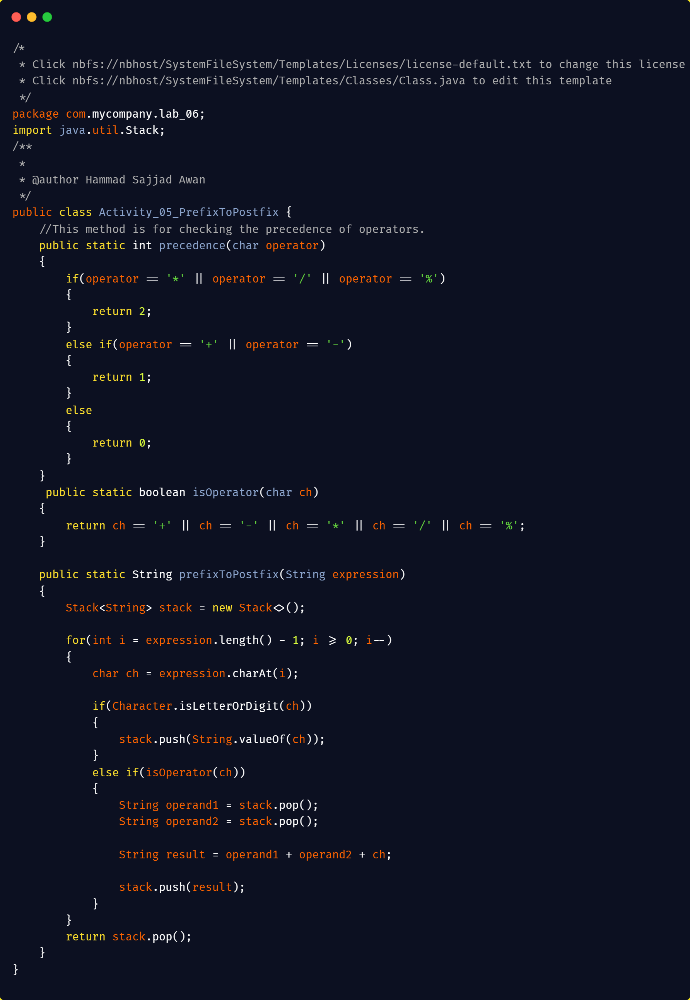 /*
 * Click nbfs://nbhost/SystemFileSystem/Templates/Licenses/license-default.txt to change this license
 * Click nbfs://nbhost/SystemFileSystem/Templates/Classes/Class.java to edit this template
 */
package com.mycompany.lab_06;
import java.util.Stack;
/**
 *
 * @author Hammad Sajjad Awan
 */
public class Activity_05_PrefixToPostfix {
    //This method is for checking the precedence of operators.
    public static int precedence(char operator)
    {
        if(operator == '*' || operator == '/' || operator == '%')
        {
            return 2;
        }
        else if(operator == '+' || operator == '-')
        {
            return 1;
        }
        else
        {
            return 0;
        }
    }
     public static boolean isOperator(char ch)
    {
        return ch == '+' || ch == '-' || ch == '*' || ch == '/' || ch == '%';
    }

    public static String prefixToPostfix(String expression)
    {
        Stack<String> stack = new Stack<>();

        for(int i = expression.length() - 1; i >= 0; i--)
        {
            char ch = expression.charAt(i);

            if(Character.isLetterOrDigit(ch))
            {
                stack.push(String.valueOf(ch));
            }
            else if(isOperator(ch))
            {
                String operand1 = stack.pop();
                String operand2 = stack.pop();

                String result = operand1 + operand2 + ch;

                stack.push(result);
            }
        }
        return stack.pop();
    }
}